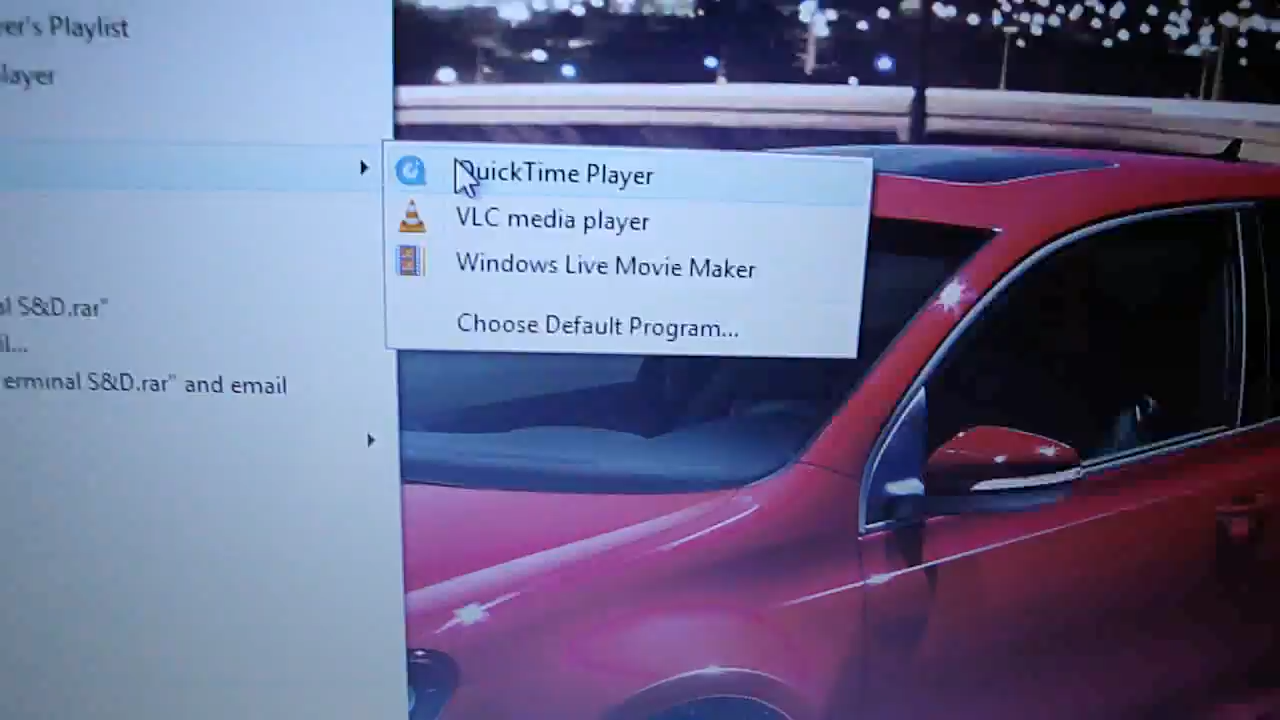 er's Playlist
layer
QuickTime Player
VLC media player
Windows Live Movie Maker
Choose Default Program...
al S&D.rar"
il...
erminal S&D.rar" and email